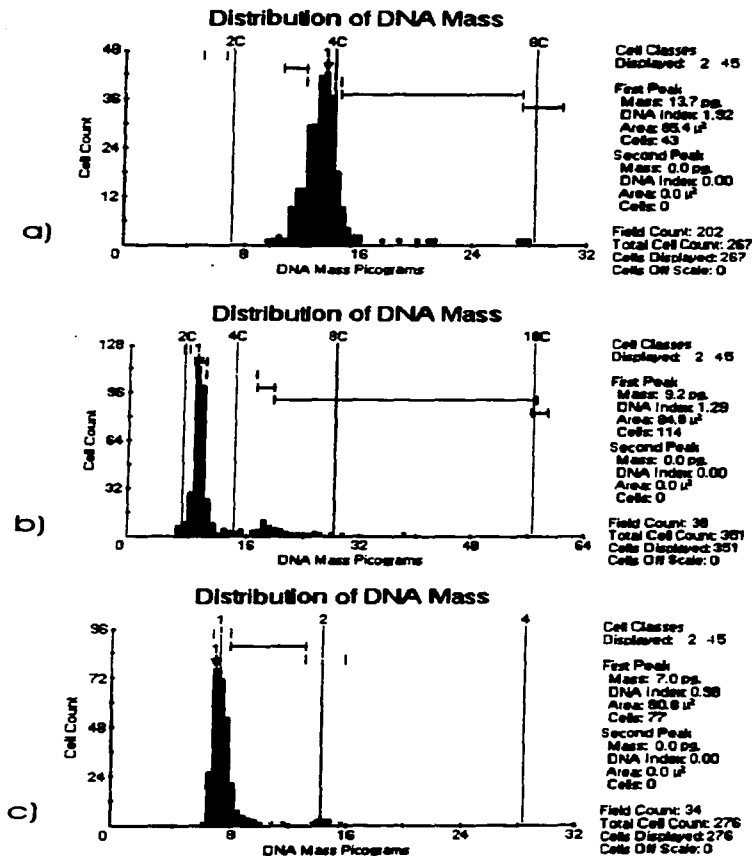 Distribution of DNA Mass
2C 4C 8C
48
36
24
12
0 8 16 24 32
Cell Count
DNA Mass Picograms
a)
Cell Classes
Displayed: 2 45
First Peak
Mass: 13.7 pg.
DNA Index: 1.92
Area: 85.4 µ²
Cells: 43
Second Peak
Mass: 0.0 pg.
DNA Index: 0.00
Area: 0.0 µ²
Cells: 0
Field Count: 202
Total Cell Count: 267
Cells Displayed: 267
Cells Off Scale: 0
Distribution of DNA Mass
2C 1 4C 8C 16C
128
96
64
32
0 16 32 48 64
Cell Count
DNA Mass Picograms
b)
Cell Classes
Displayed: 2 45
First Peak
Mass: 9.2 pg.
DNA Index: 1.29
Area: 94.8 µ²
Cells: 114
Second Peak
Mass: 0.0 pg.
DNA Index: 0.00
Area: 0.0 µ²
Cells: 0
Field Count: 38
Total Cell Count: 351
Cells Displayed: 351
Cells Off Scale: 0
Distribution of DNA Mass
1 2 4
96
72
48
24
0 8 16 24 32
Cell Count
DNA Mass Picograms
c)
Cell Classes
Displayed: 2 45
First Peak
Mass: 7.0 pg.
DNA Index: 0.98
Area: 80.8 µ²
Cells: 77
Second Peak
Mass: 0.0 pg.
DNA Index: 0.00
Area: 0.0 µ²
Cells: 0
Field Count: 34
Total Cell Count: 276
Cells Displayed: 276
Cells Off Scale: 0